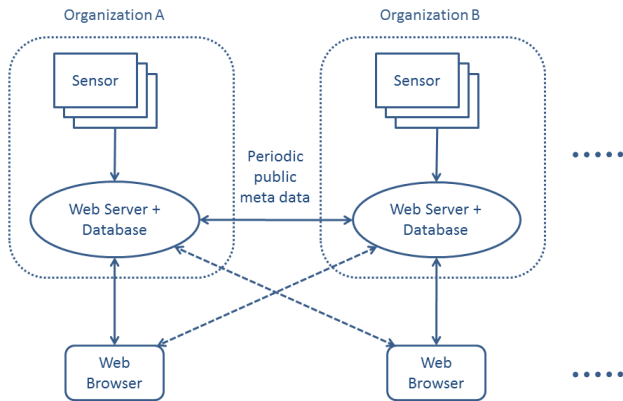 Organization A
Organization B
Sensor
Sensor
Periodic
public
meta data
Web Server +
Database
Web Server +
Database
Web
Browser
Web
Browser